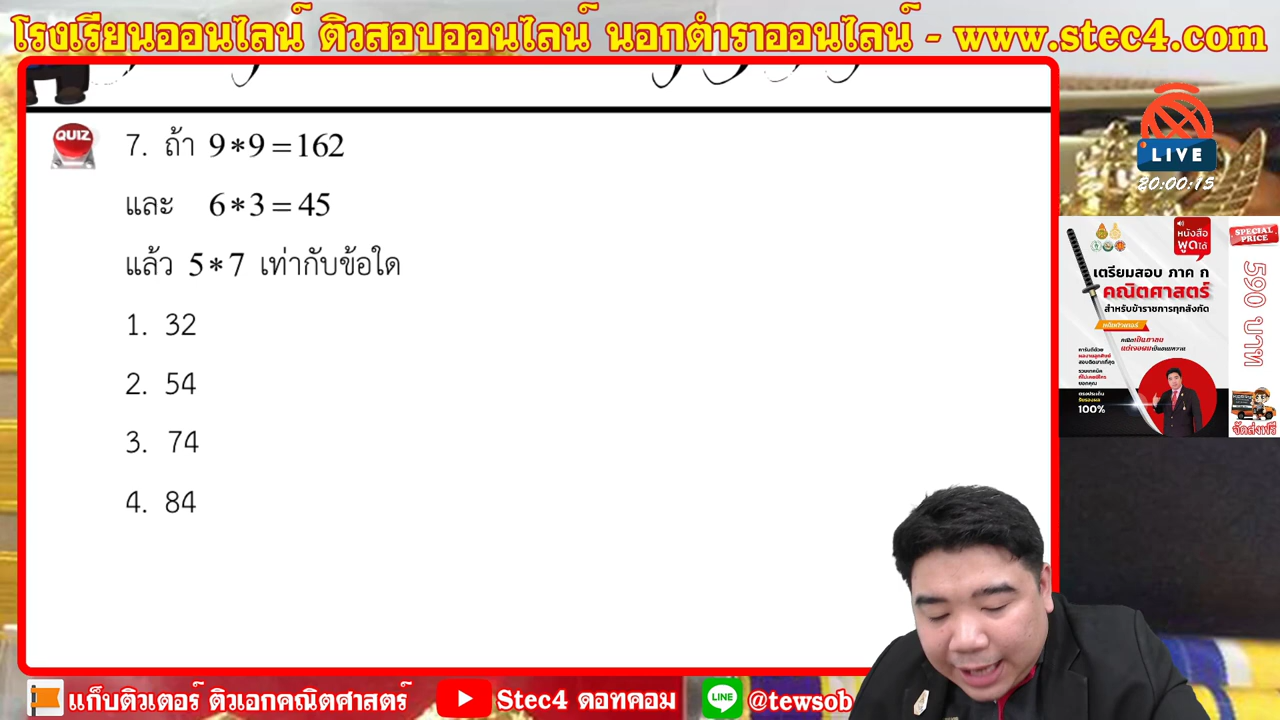 โรงเรียนออนไลน์ ติวสอบออนไลน์ นอกตำราออนไลน์ - www.stec4.com
QUIZ
7. ถ้า 9*9=162
และ 6*3=45
แล้ว 5*7 เท่ากับข้อใด
1. 32
2. 54
3. 74
4. 84
LIVE
20:00:15
หนังสือ
พูดได้
SPECIAL
PRICE
เตรียมสอบ ภาค ก
คณิตศาสตร์
สำหรับข้าราชการทุกสังกัด
100%
590 บาท
จัดส่งฟรี
แก็บติวเตอร์ ติวเอกคณิตศาสตร์
Stec4 ดอทคอม
LINE
@tewsob